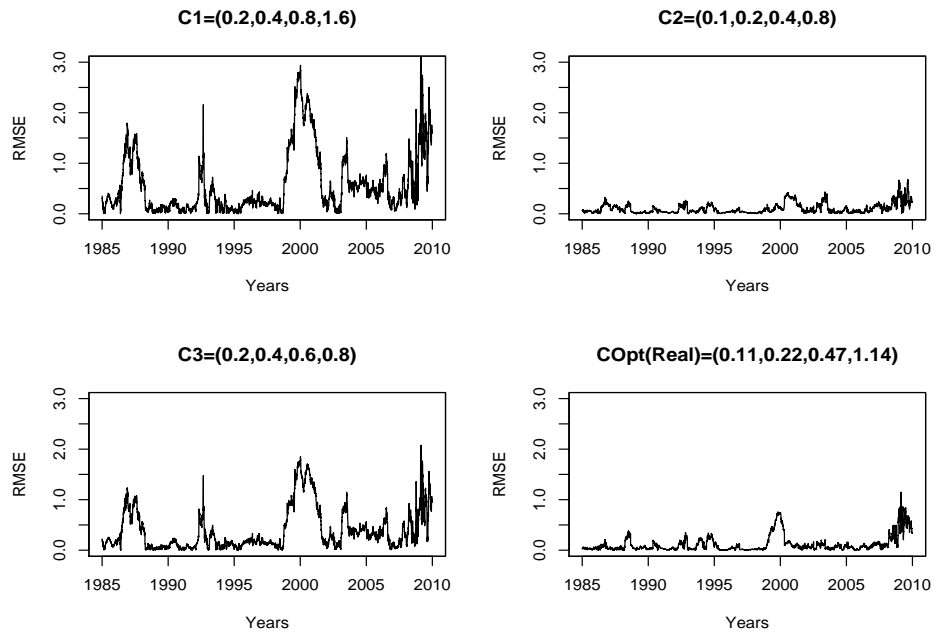 C1=(0.2,0.4,0.8,1.6)
RMSE
3.0
2.0
1.0
0.0
1985 1990 1995 2000 2005 2010
Years
C2=(0.1,0.2,0.4,0.8)
RMSE
3.0
2.0
1.0
0.0
1985 1990 1995 2000 2005 2010
Years
C3=(0.2,0.4,0.6,0.8)
RMSE
3.0
2.0
1.0
0.0
1985 1990 1995 2000 2005 2010
Years
COpt(Real)=(0.11,0.22,0.47,1.14)
RMSE
3.0
2.0
1.0
0.0
1985 1990 1995 2000 2005 2010
Years